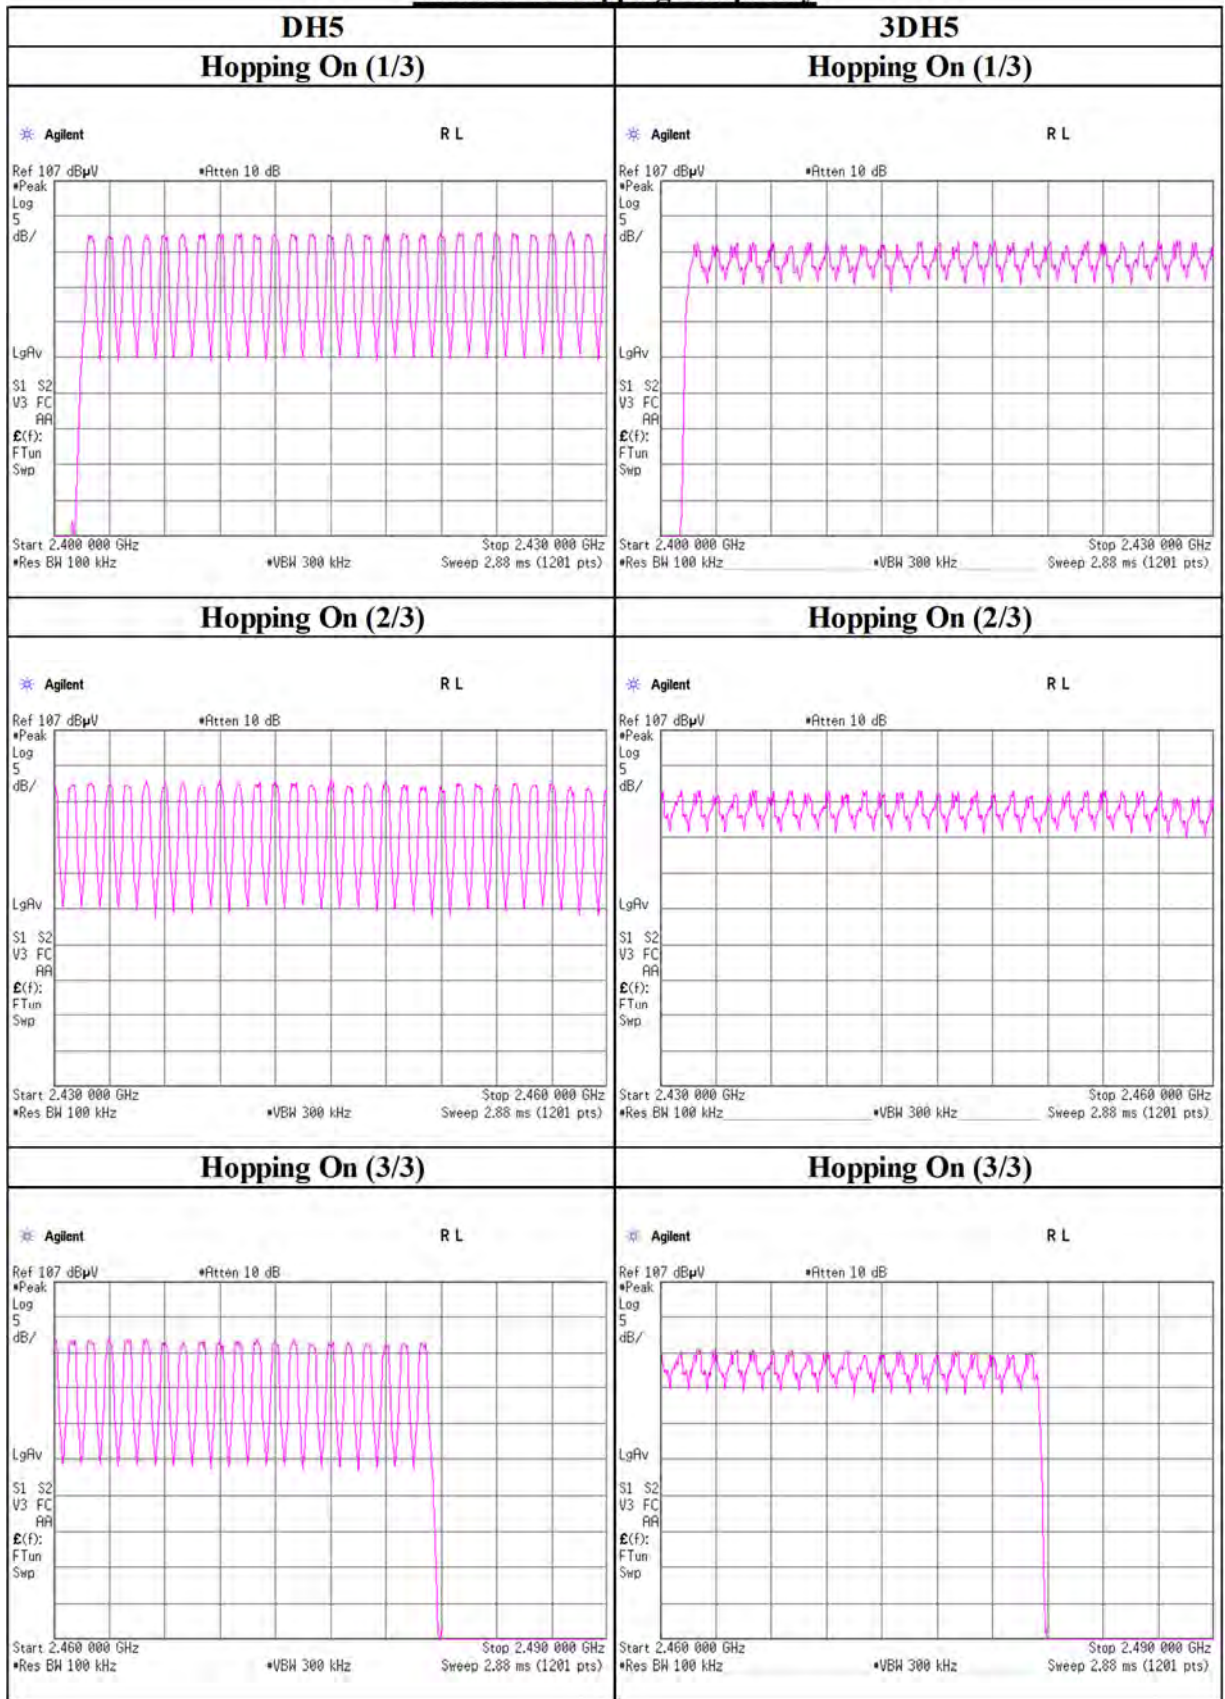 DH5
3DH5
Hopping On (1/3)
Hopping On (1/3)
Agilent
R L
Ref 107 dBµV
*Atten 10 dB
*Peak
Log
5
dB/
LgAv
S1 S2
V3 FC
AA
£(f):
FTun
Swp
Start 2.400 000 GHz
Stop 2.430 000 GHz
*Res BW 100 kHz
*VBW 300 kHz
Sweep 2.88 ms (1201 pts)
Agilent
R L
Ref 107 dBµV
*Atten 10 dB
*Peak
Log
5
dB/
LgAv
S1 S2
V3 FC
AA
£(f):
FTun
Swp
Start 2.400 000 GHz
Stop 2.430 000 GHz
*Res BW 100 kHz
*VBW 300 kHz
Sweep 2.88 ms (1201 pts)
Hopping On (2/3)
Hopping On (2/3)
Agilent
R L
Ref 107 dBµV
*Atten 10 dB
*Peak
Log
5
dB/
LgAv
S1 S2
V3 FC
AA
£(f):
FTun
Swp
Start 2.430 000 GHz
Stop 2.460 000 GHz
*Res BW 100 kHz
*VBW 300 kHz
Sweep 2.88 ms (1201 pts)
Agilent
R L
Ref 107 dBµV
*Atten 10 dB
*Peak
Log
5
dB/
LgAv
S1 S2
V3 FC
AA
£(f):
FTun
Swp
Start 2.430 000 GHz
Stop 2.460 000 GHz
*Res BW 100 kHz
*VBW 300 kHz
Sweep 2.88 ms (1201 pts)
Hopping On (3/3)
Hopping On (3/3)
Agilent
R L
Ref 107 dBµV
*Atten 10 dB
*Peak
Log
5
dB/
LgAv
S1 S2
V3 FC
AA
£(f):
FTun
Swp
Start 2.460 000 GHz
Stop 2.490 000 GHz
*Res BW 100 kHz
*VBW 300 kHz
Sweep 2.88 ms (1201 pts)
Agilent
R L
Ref 107 dBµV
*Atten 10 dB
*Peak
Log
5
dB/
LgAv
S1 S2
V3 FC
AA
£(f):
FTun
Swp
Start 2.460 000 GHz
Stop 2.490 000 GHz
*Res BW 100 kHz
*VBW 300 kHz
Sweep 2.88 ms (1201 pts)